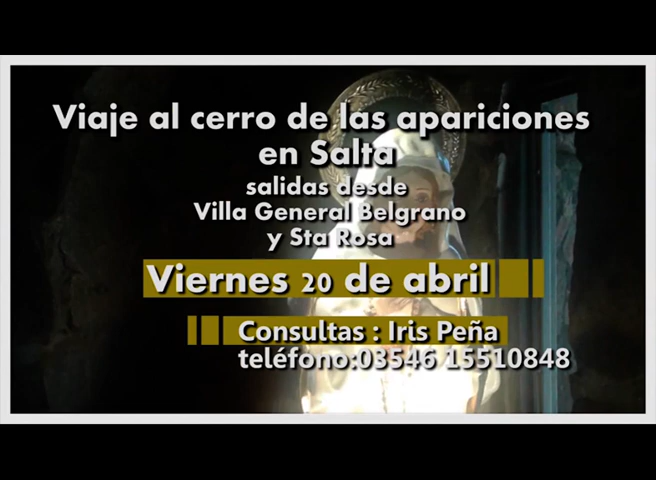 Viaje al cerro de las apariciones
en Salta
salidas desde
Villa General Belgrano
y Sta Rosa
Viernes 20 de abril
Consultas : Iris Peña
teléfono:03546 15510848